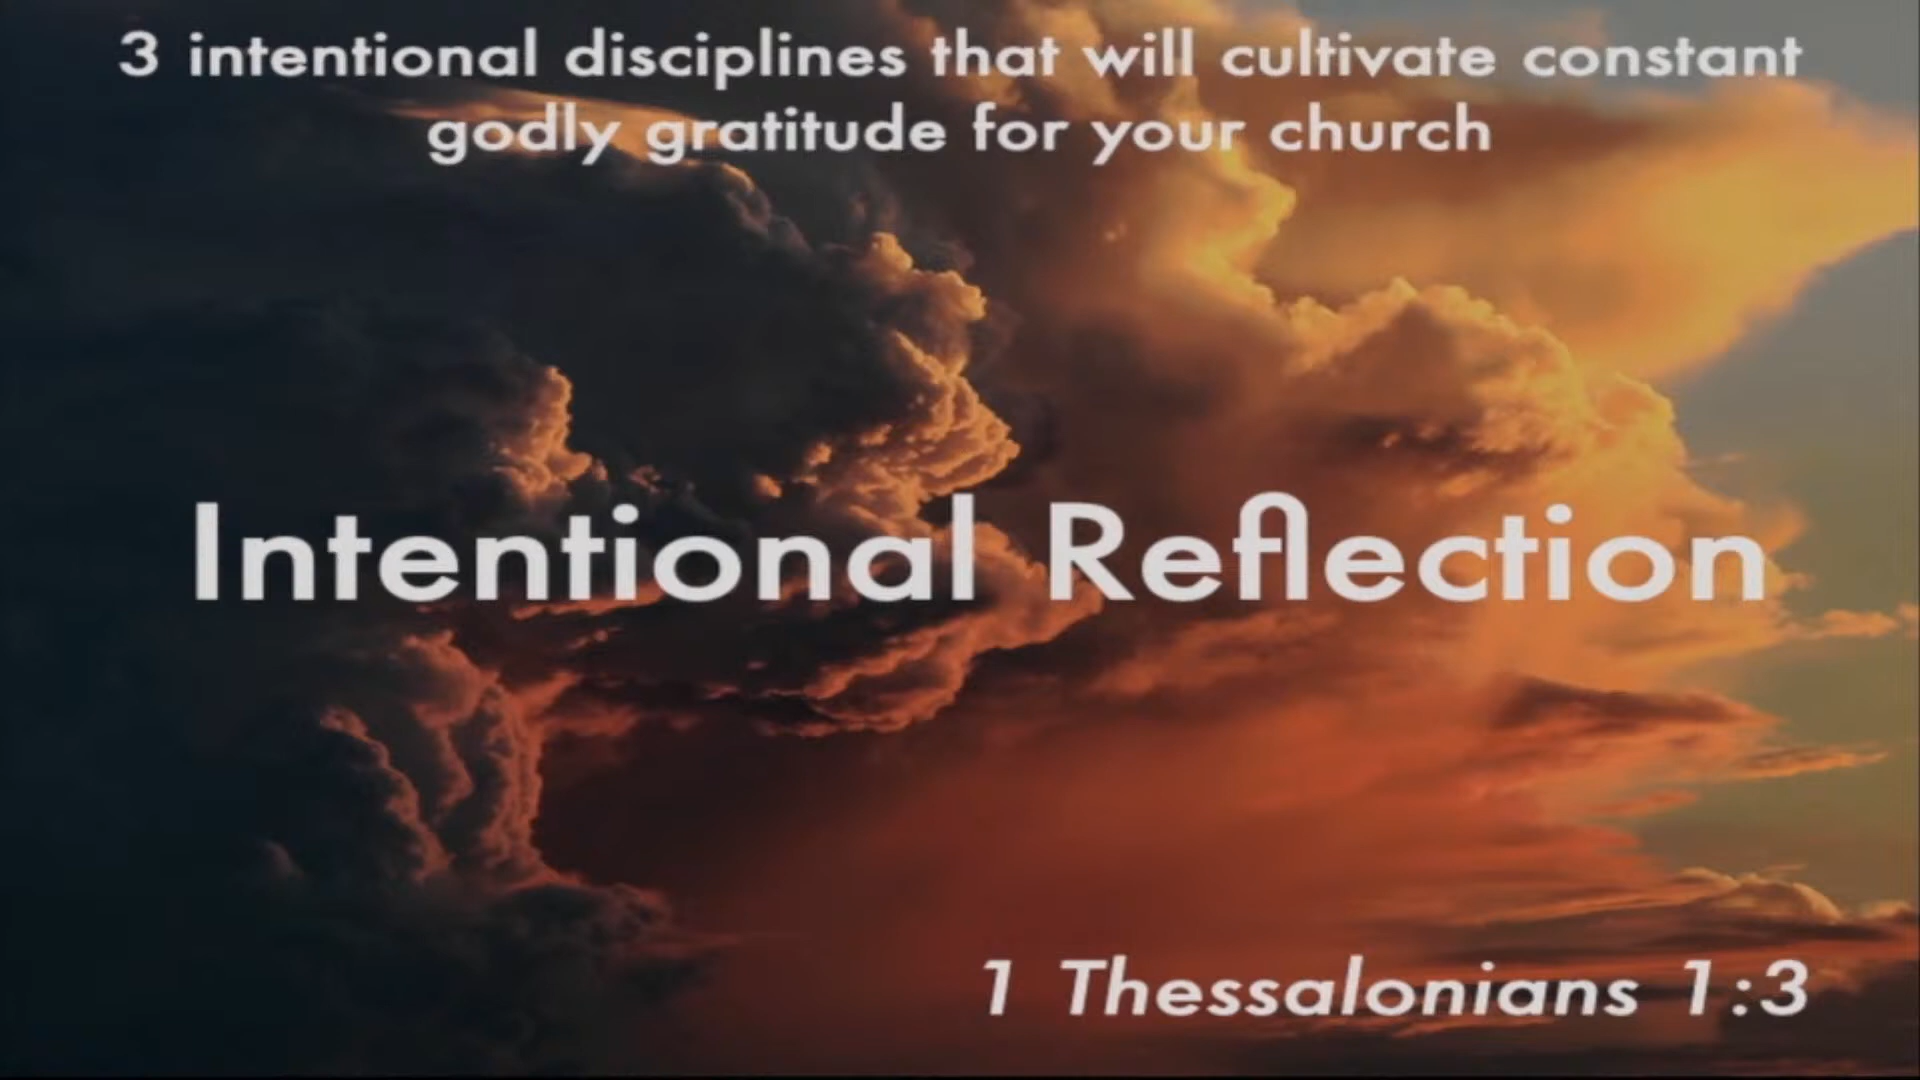 3 intentional disciplines that will cultivate constant
godly gratitude for your church
Intentional Reflection
1 Thessalonians 1:3